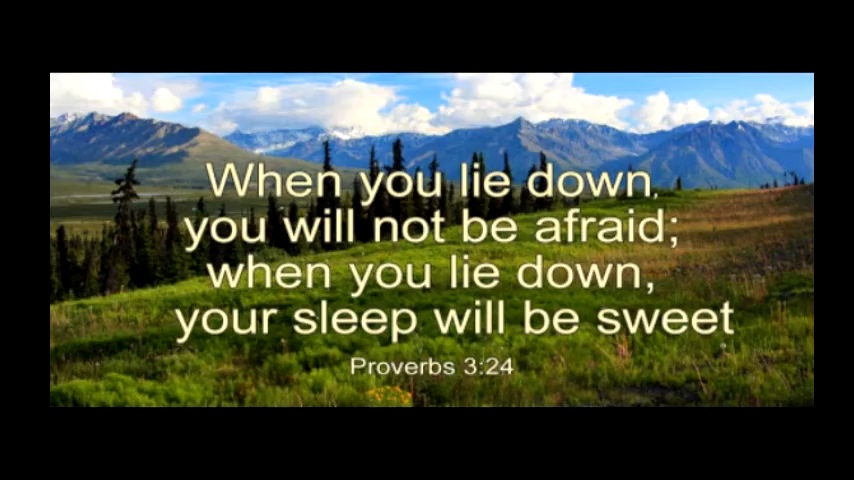 When you lie down,
you will not be afraid;
when you lie down,
your sleep will be sweet
Proverbs 3:24